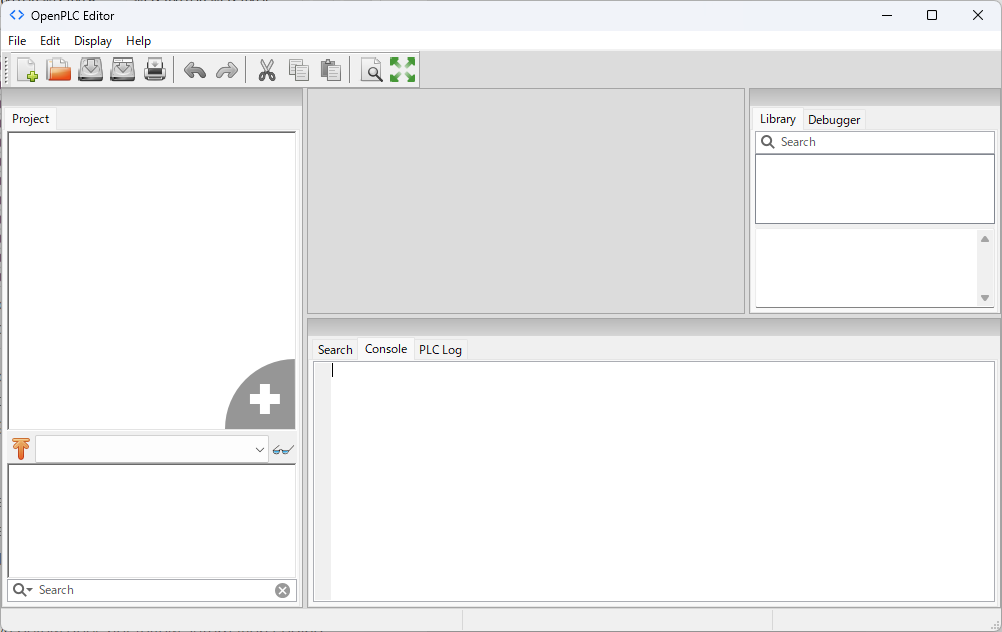 OpenPLC Editor
File Edit Display Help
Project
Library Debugger
Search
Search Console PLC Log
Search